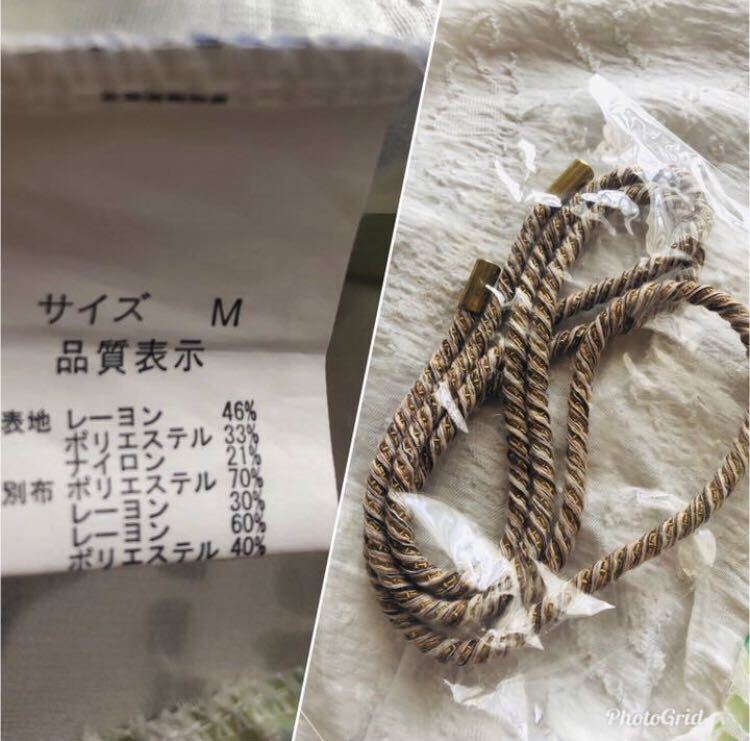 サイズ M
品質表示
表地 レーヨン 46%
ポリエステル 33%
ナイロン 21%
別布 ポリエステル 70%
レーヨン 30%
レーヨン 60%
ポリエステル 40%
PhotoGrid